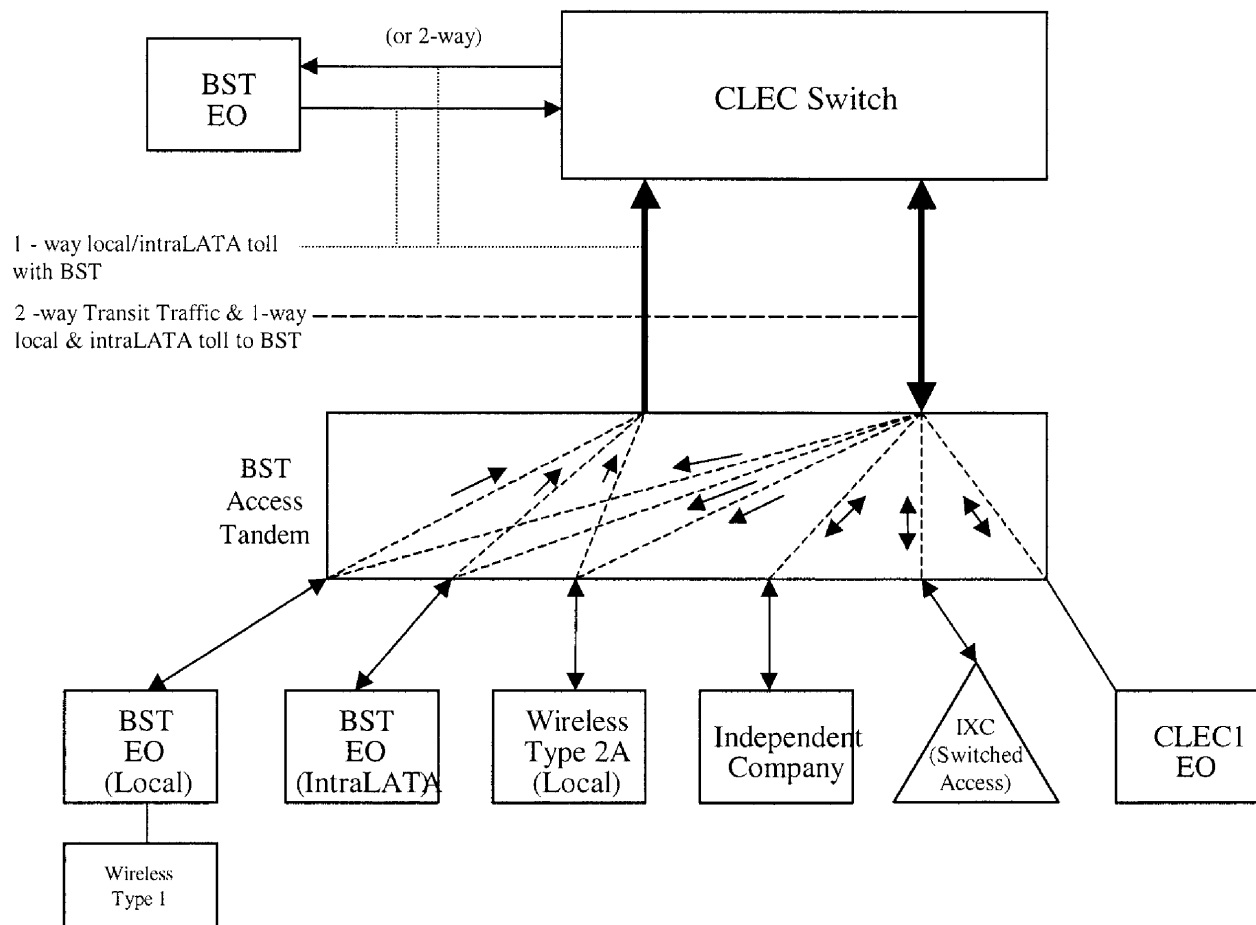 (or 2-way)
BST
EO
CLEC Switch
1 - way local/intraLATA toll
with BST
2 -way Transit Traffic & 1-way
local & intraLATA toll to BST
BST
Access
Tandem
BST
EO
(Local)
BST
EO
(IntraLATA)
Wireless
Type 2A
(Local)
Independent
Company
IXC
(Switched
Access)
CLEC1
EO
Wireless
Type 1